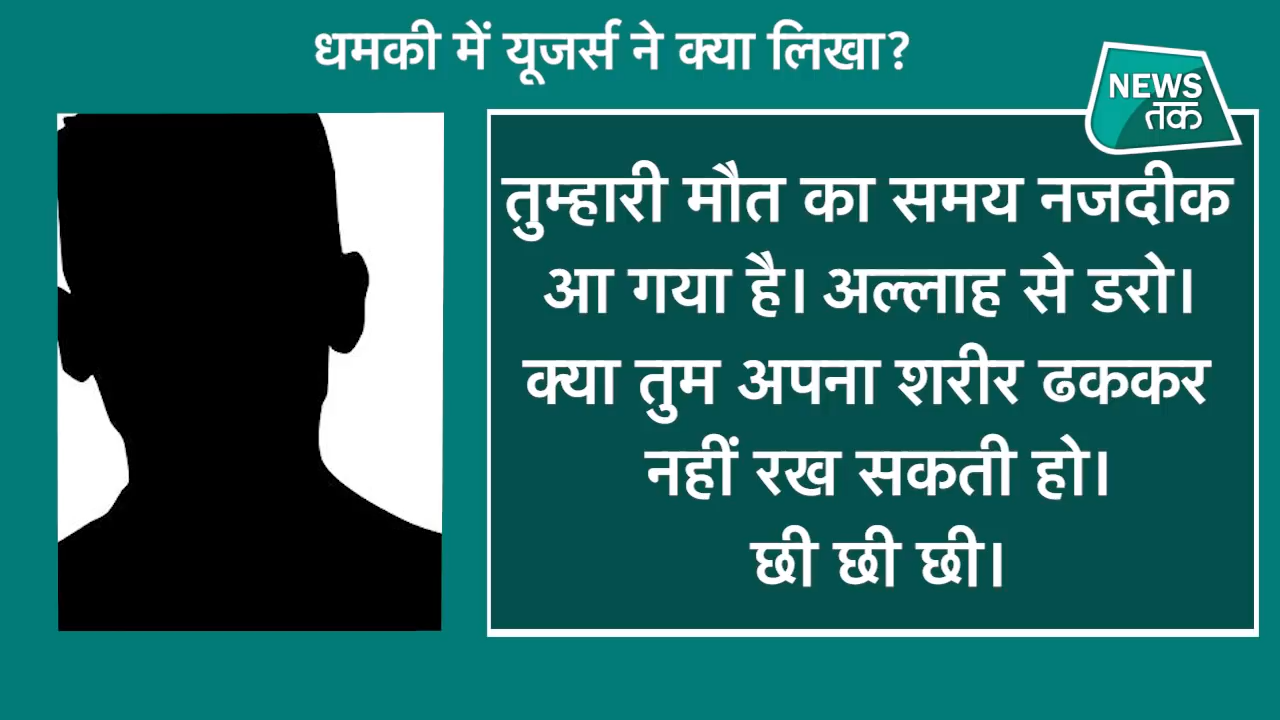 धमकी में यूजर्स ने क्या लिखा?
NEWS
तक
तुम्हारी मौत का समय नजदीक
आ गया है। अल्लाह से डरो।
क्या तुम अपना शरीर ढककर
नहीं रख सकती हो।
छी छी छी।